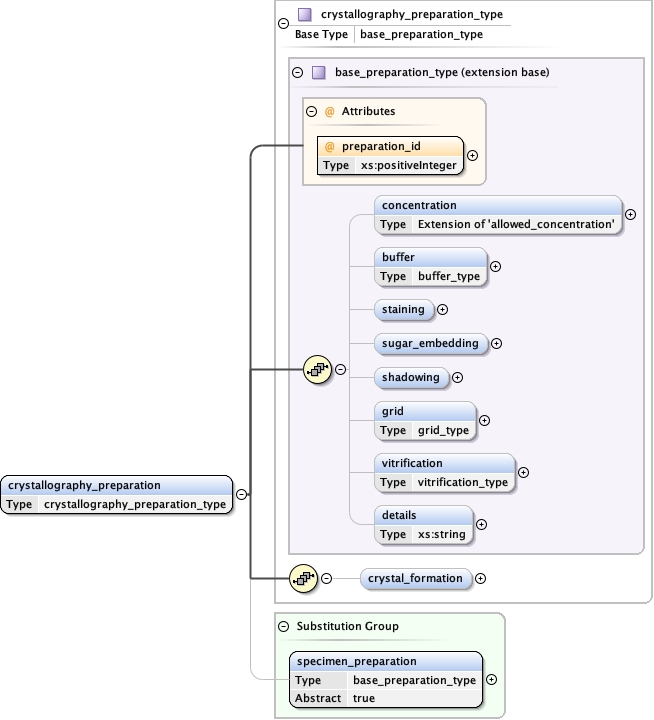 crystallography_preparation_type
Base Type base_preparation_type
base_preparation_type (extension base)
@ Attributes
@ preparation_id
Type xs:positiveInteger
concentration
Type Extension of 'allowed_concentration'
buffer
Type buffer_type
staining
sugar_embedding
shadowing
grid
Type grid_type
vitrification
Type vitrification_type
details
Type xs:string
crystallography_preparation
Type crystallography_preparation_type
crystal_formation
Substitution Group
specimen_preparation
Type base_preparation_type
Abstract true